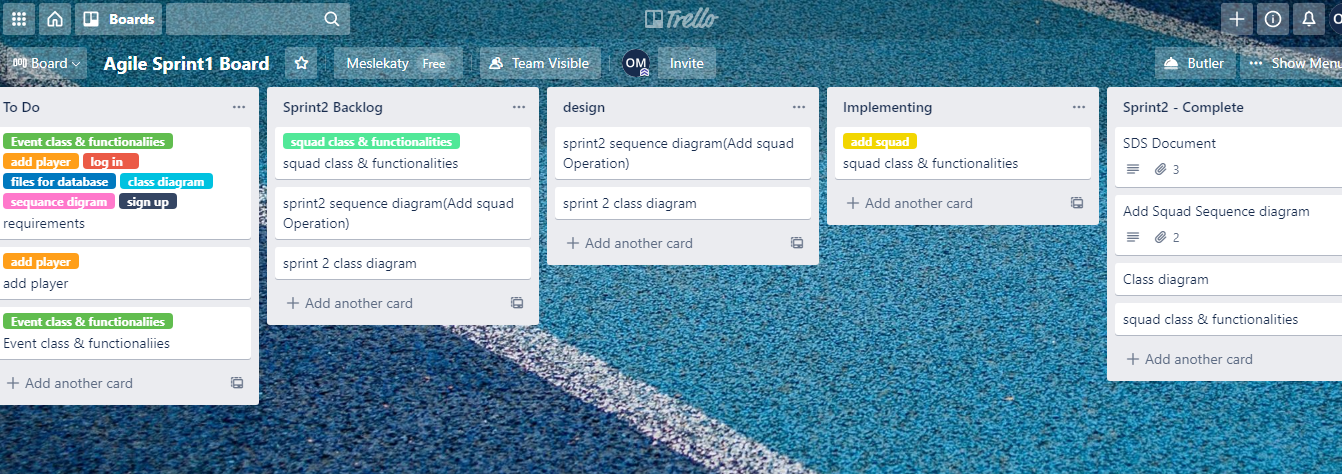 Boards
Trello
Board
Agile Sprint1 Board
Meslekaty Free
Team Visible
OM
Invite
Butler
Show Menu
To Do
Event class & functionaliies
add player log in
files for database class diagram
sequance digram sign up
requirements
add player
add player
Event class & functionaliies
Event class & functionaliies
+ Add another card
Sprint2 Backlog
squad class & functionalities
squad class & functionalities
sprint2 sequence diagram(Add squad
Operation)
sprint 2 class diagram
+ Add another card
design
sprint2 sequence diagram(Add squad
Operation)
sprint 2 class diagram
+ Add another card
Implementing
add squad
squad class & functionalities
+ Add another card
Sprint2 - Complete
SDS Document
3
Add Squad Sequence diagram
2
Class diagram
squad class & functionalities
+ Add another card